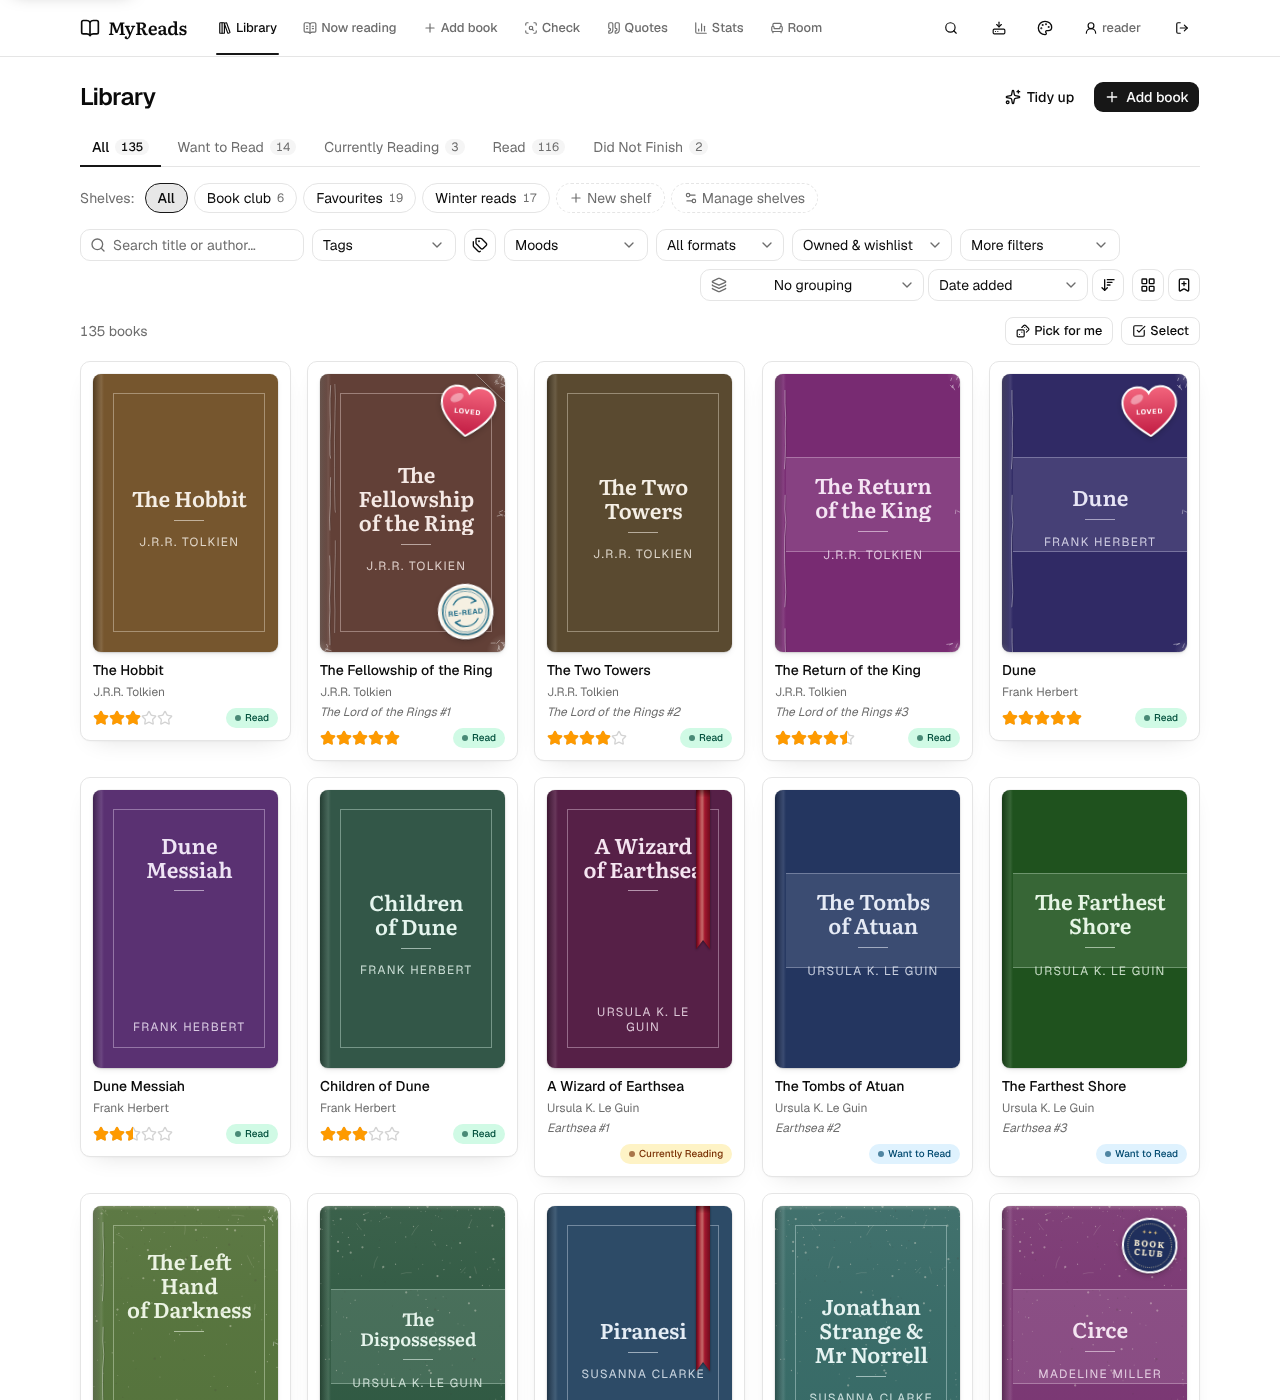 MyReads
Library
Now reading
Add book
Check
Quotes
Stats
Room
reader
Library
Tidy up
Add book
All 135
Want to Read 14
Currently Reading 3
Read 116
Did Not Finish 2
Shelves:
All
Book club 6
Favourites 19
Winter reads 17
New shelf
Manage shelves
Search title or author...
Tags
Moods
All formats
Owned & wishlist
More filters
No grouping
Date added
135 books
Pick for me
Select
The Hobbit
J.R.R. TOLKIEN
The Hobbit
J.R.R. Tolkien
Read
LOVED
The
Fellowship
of the Ring
J.R.R. TOLKIEN
RE-READ
The Fellowship of the Ring
J.R.R. Tolkien
The Lord of the Rings #1
Read
The Two
Towers
J.R.R. TOLKIEN
The Two Towers
J.R.R. Tolkien
The Lord of the Rings #2
Read
The Return
of the King
J.R.R. TOLKIEN
The Return of the King
J.R.R. Tolkien
The Lord of the Rings #3
Read
LOVED
Dune
FRANK HERBERT
Dune
Frank Herbert
Read
Dune
Messiah
FRANK HERBERT
Dune Messiah
Frank Herbert
Read
Children
of Dune
FRANK HERBERT
Children of Dune
Frank Herbert
Read
A Wizard
of Earthsea
URSULA K. LE
GUIN
A Wizard of Earthsea
Ursula K. Le Guin
Earthsea #1
Currently Reading
The Tombs
of Atuan
URSULA K. LE GUIN
The Tombs of Atuan
Ursula K. Le Guin
Earthsea #2
Want to Read
The Farthest
Shore
URSULA K. LE GUIN
The Farthest Shore
Ursula K. Le Guin
Earthsea #3
Want to Read
The Left
Hand
of Darkness
The
Dispossessed
URSULA K. LE GUIN
Piranesi
SUSANNA CLARKE
Jonathan
Strange &
Mr Norrell
SUSANNA CLARKE
BOOK
CLUB
Circe
MADELINE MILLER